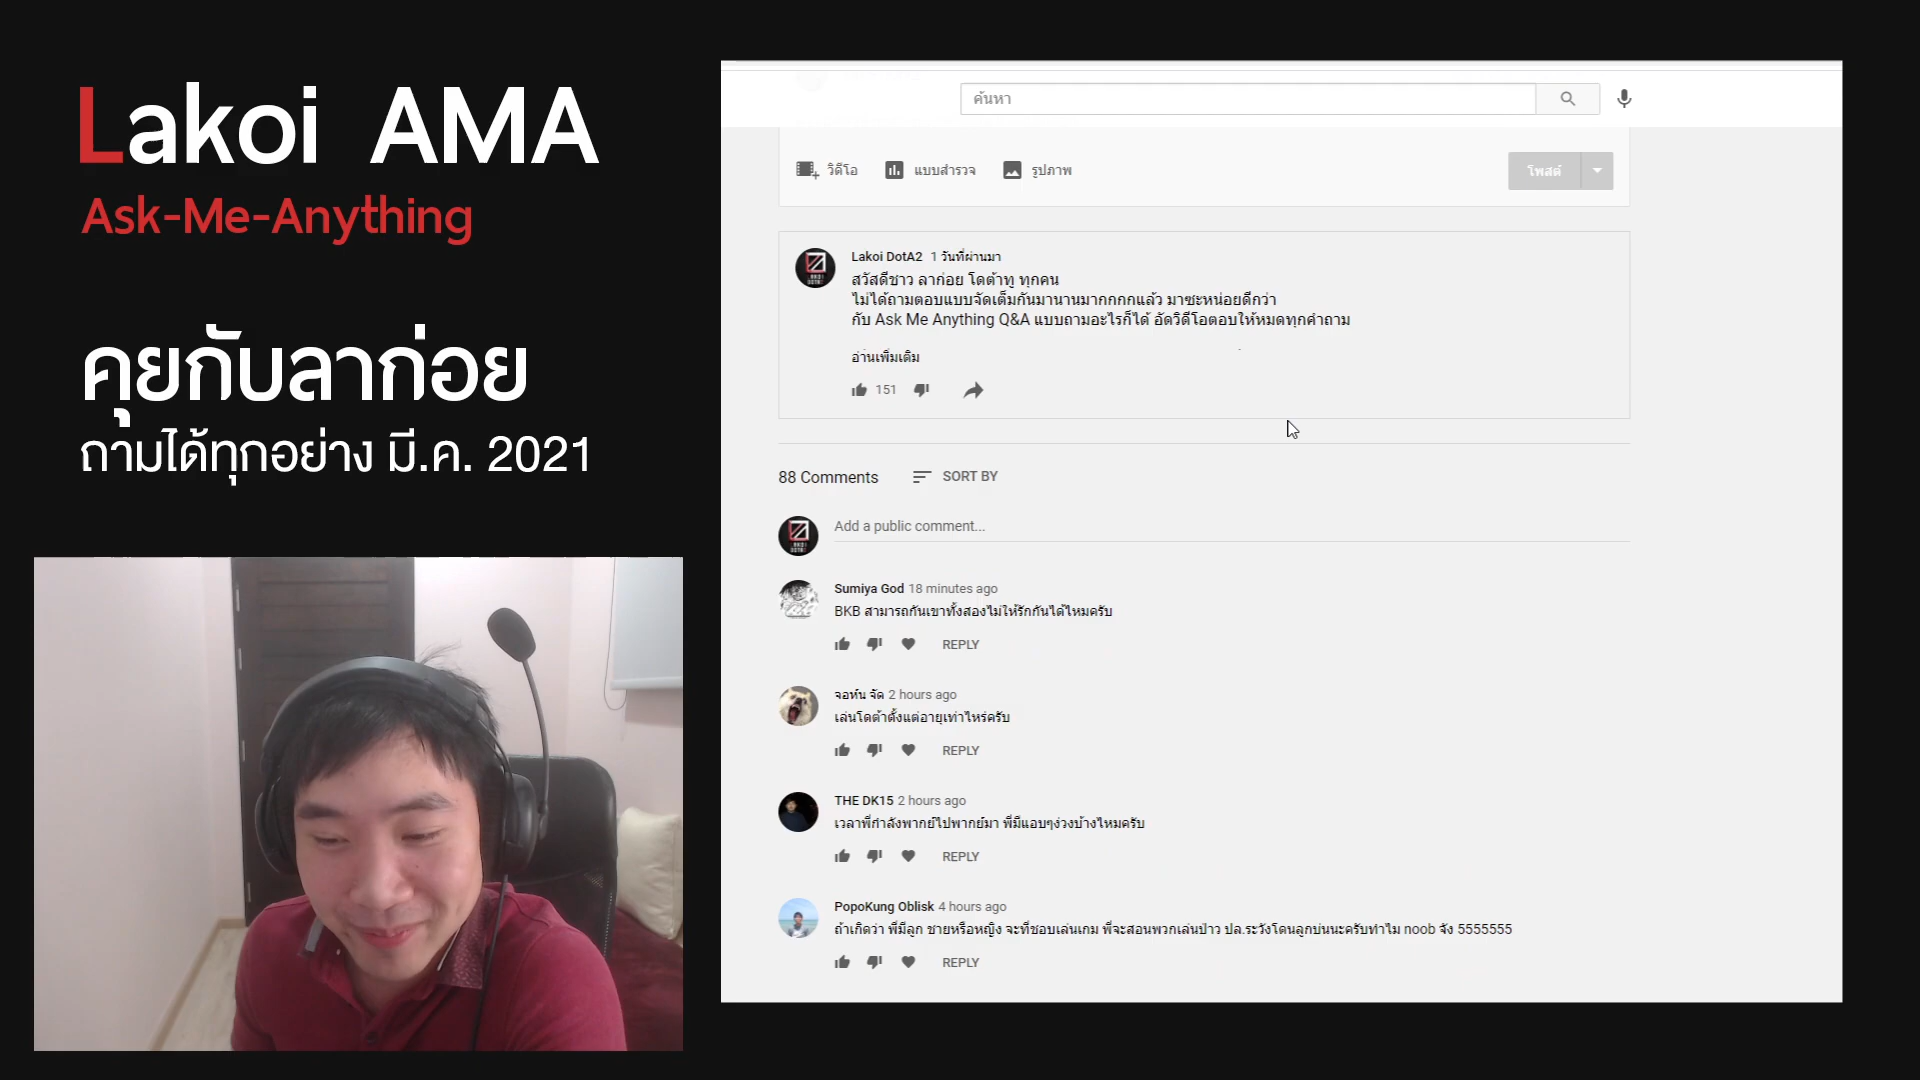 Lakoi AMA
Ask-Me-Anything
คุยกับลาก่อย
ถามได้ทุกอย่าง มี.ค. 2021
ค้นหา
วิดีโอ แบบสำรวจ รูปภาพ โพสต์
Lakoi DotA2 1 วันที่ผ่านมา
สวัสดีชาว ลาก่อย โดต้าทู ทุกคน
ไม่ได้ถามตอบแบบจัดเต็มกันมานานมากกกกแล้ว มาซะหน่อยดีกว่า
กับ Ask Me Anything Q&A แบบถามอะไรก็ได้ อัดวิดีโอตอบให้หมดทุกคำถาม
อ่านเพิ่มเติม
151
88 Comments SORT BY
Add a public comment...
Sumiya God 18 minutes ago
BKB สามารถกันเขาทั้งสองไม่ให้รักกันได้ไหมครับ
REPLY
จอห์น จัด 2 hours ago
เล่นโดต้าตั้งแต่อายุเท่าไหร่ครับ
REPLY
THE DK15 2 hours ago
เวลาพี่กำลังพากย์ไปพากย์มา พี่มีแอบๆง่วงบ้างไหมครับ
REPLY
PopoKung Oblisk 4 hours ago
ถ้าเกิดว่า พี่มีลูก ชายหรือหญิง จะที่ชอบเล่นเกม พี่จะสอนพวกเล่นป่าว ปล.ระวังโดนลูกบ่นนะครับทำไม noob จัง 5555555
REPLY